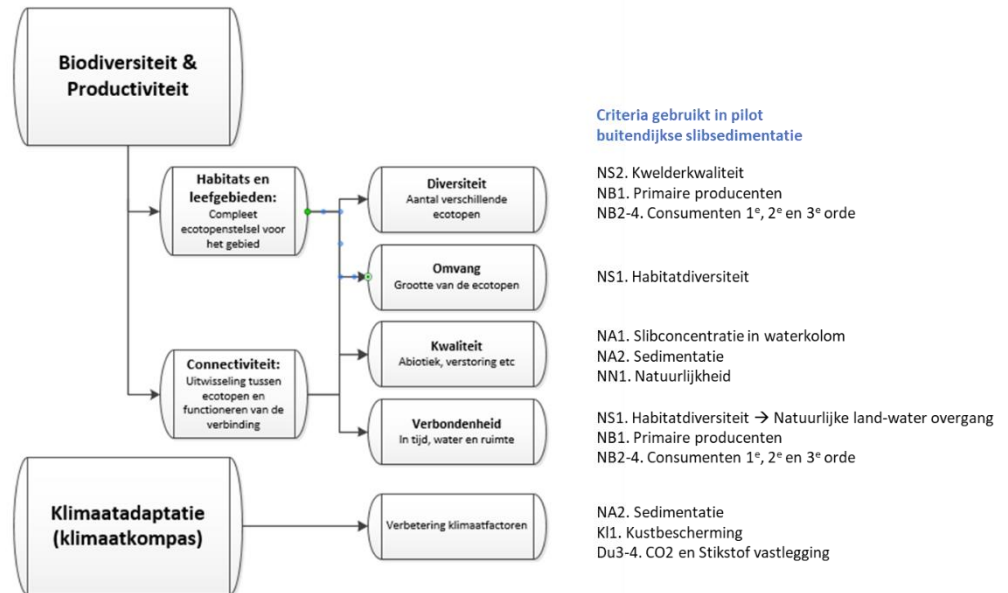 Biodiversiteit &
Productiviteit
Criteria gebruikt in pilot
buitendijkse slibsedimentatie
Habitats en
leefgebieden:
Compleet
ecotopenstelsel voor
het gebied
Diversiteit
Aantal verschillende
ecotopen
NS2. Kwelderkwaliteit
NB1. Primaire producenten
NB2-4. Consumenten 1e, 2e en 3e orde
Omvang
Grootte van de ecotopen
NS1. Habitatdiversiteit
Connectiviteit:
Uitwisseling tussen
ecotopen en
functioneren van de
verbinding
Kwaliteit
Abiotiek, verstoring etc
NA1. Slibconcentratie in waterkolom
NA2. Sedimentatie
NN1. Natuurlijkheid
Verbondenheid
In tijd, water en ruimte
NS1. Habitatdiversiteit → Natuurlijke land-water overgang
NB1. Primaire producenten
NB2-4. Consumenten 1e, 2e en 3e orde
Klimaatadaptatie
(klimaatkompas)
Verbetering klimaatfactoren
NA2. Sedimentatie
Kl1. Kustbescherming
Du3-4. CO2 en Stikstof vastlegging